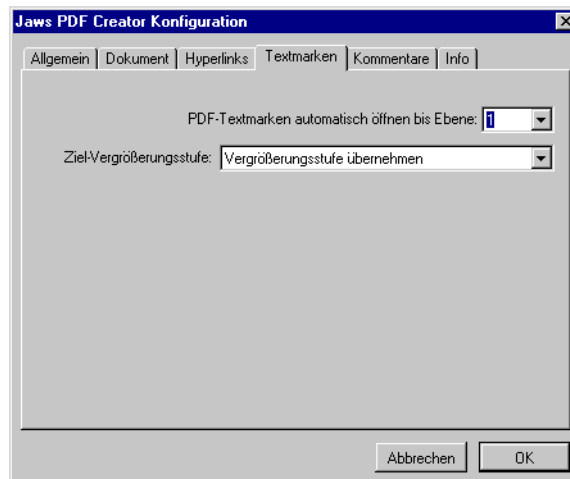 Jaws PDF Creator Konfiguration
Allgemein Dokument Hyperlinks Textmarken Kommentare Info
PDF-Textmarken automatisch öffnen bis Ebene: 1
Ziel-Vergrößerungsstufe: Vergrößerungsstufe übernehmen
Abbrechen OK